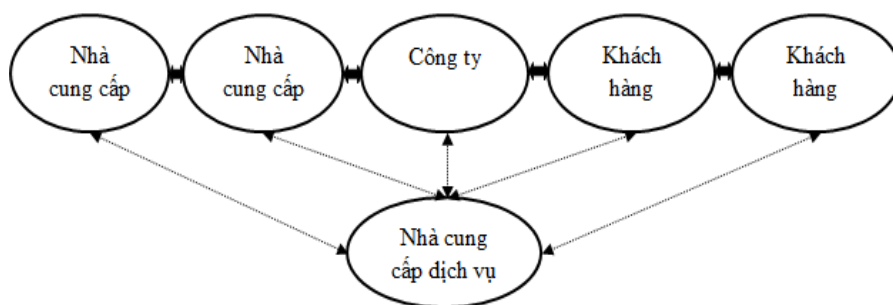 Nhà
cung cấp
Nhà
cung cấp
Công ty
Khách
hàng
Khách
hàng
Nhà cung
cấp dịch vụ